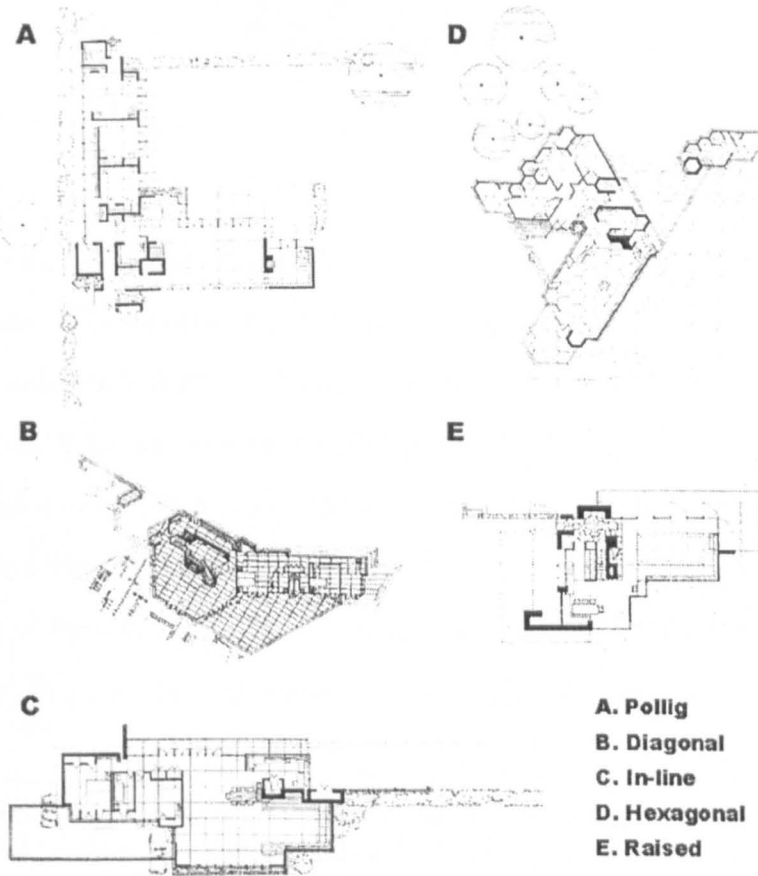 A
D
B
E
C
A. Pollig
B. Diagonal
C. In-line
D. Hexagonal
E. Raised